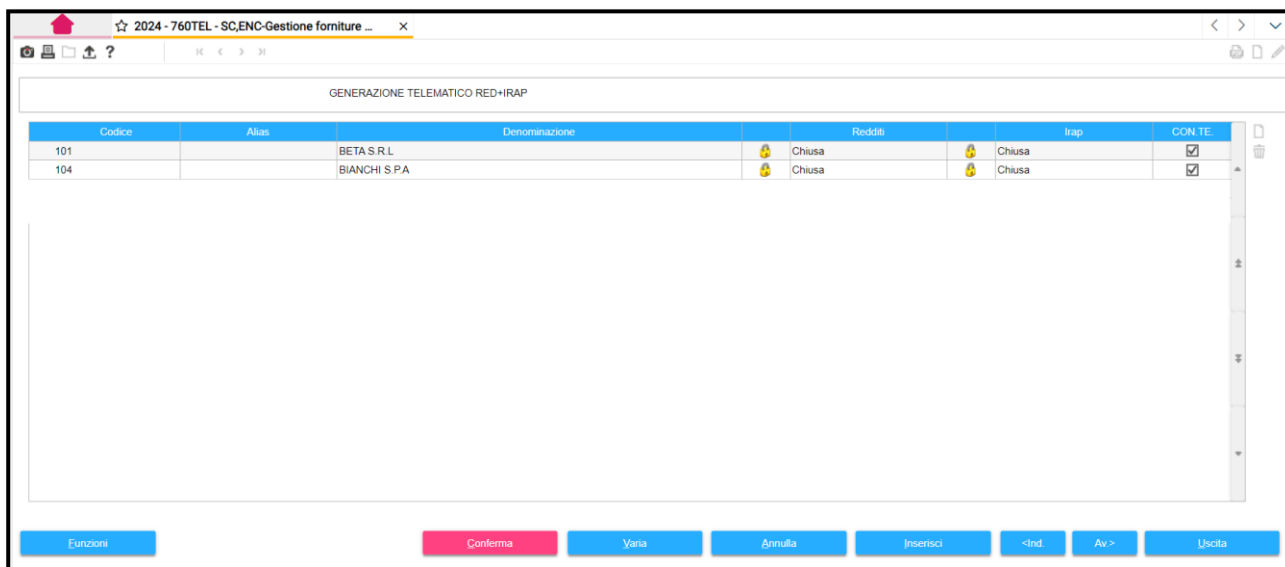 2024 - 760TEL - SC,ENC-Gestione forniture ... ×
?
GENERAZIONE TELEMATICO RED+IRAP
Codice Alias Denominazione Redditi Irap CON.TE.
101 BETA S.R.L Chiusa Chiusa
104 BIANCHI S.P.A Chiusa Chiusa
Funzioni Conferma Varia Annulla Inserisci <Ind. Av.> Uscita